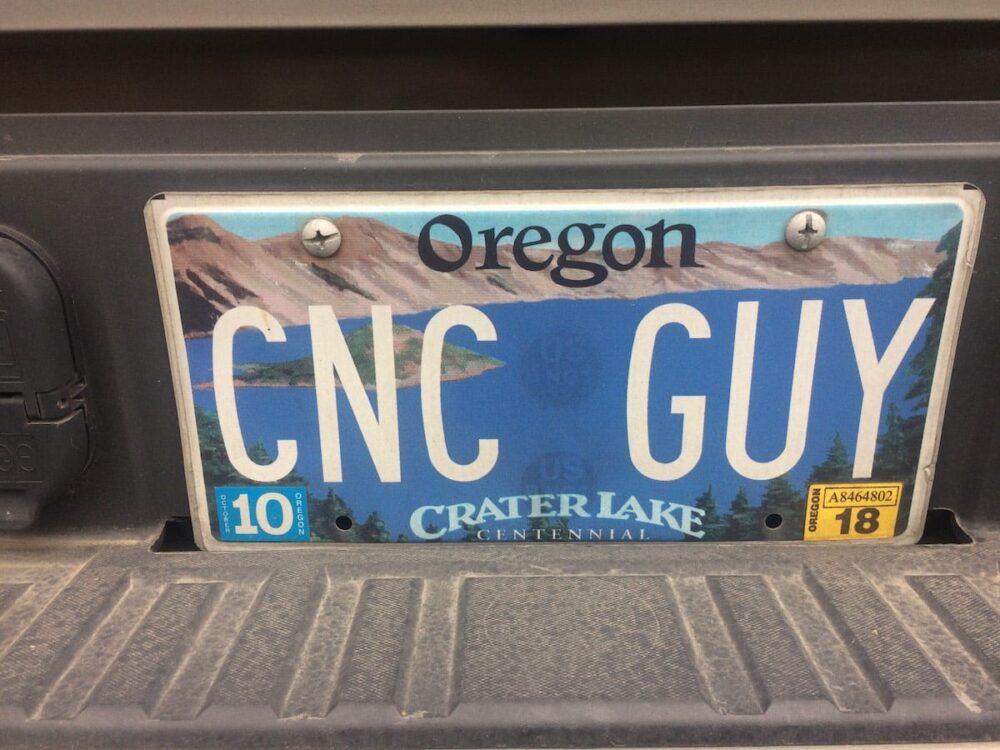 Oregon
CNC GUY
OCTOBER
10
OREGON
CRATER LAKE
CENTENNIAL
OREGON
A8464802
18